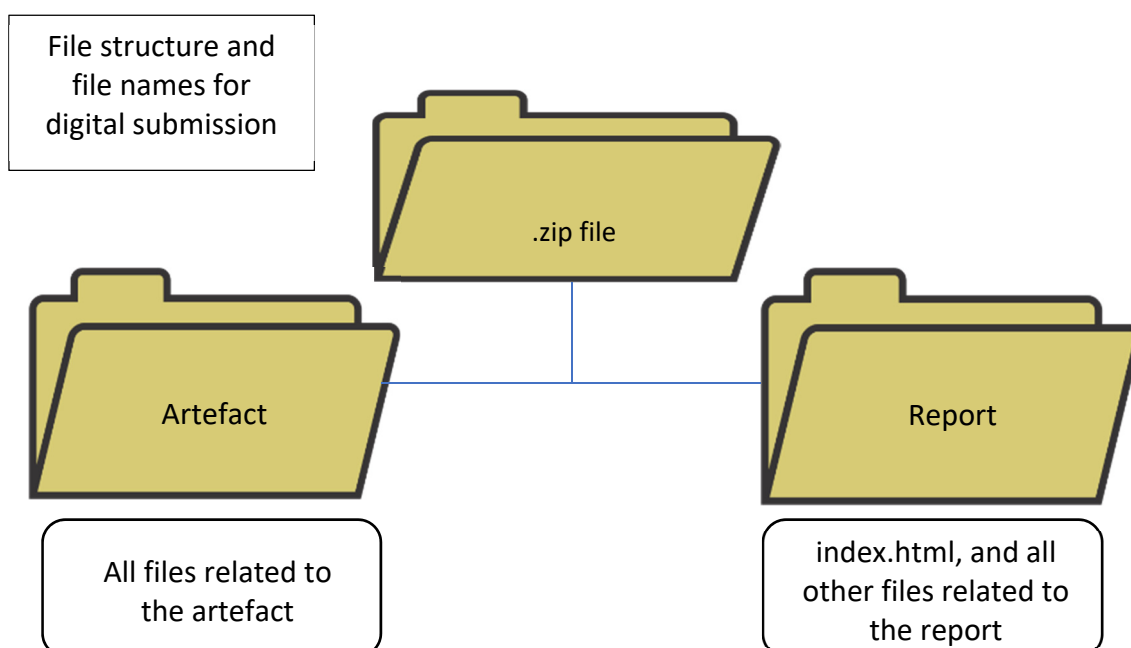 File structure and
file names for
digital submission
.zip file
Artefact
Report
All files related to
the artefact
index.html, and all
other files related to
the report